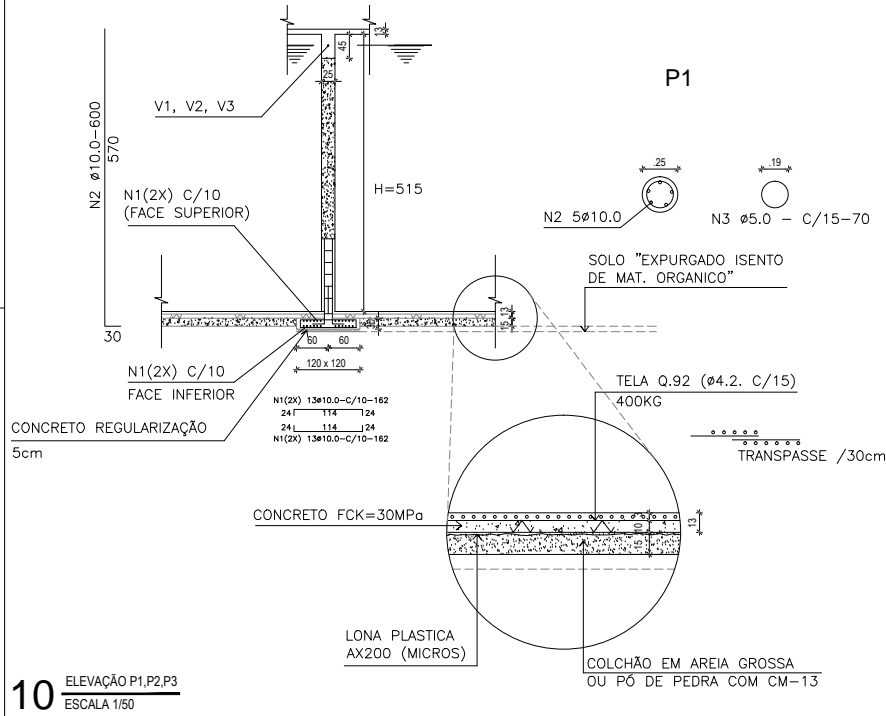 13
45
P1
25
V1, V2, V3
N2 ø10.0-600
570
N1(2X) C/10
(FACE SUPERIOR)
H=515
.25
.19
N2 5ø10.0
N3 ø5.0 - C/15-70
SOLO "EXPURGADO ISENTO
DE MAT. ORGANICO"
15 13
30
60 60
120 x 120
N1(2X) C/10
FACE INFERIOR
N1(2X) 13ø10.0-C/10-162
24 114 24
24 114 24
N1(2X) 13ø10.0-C/10-162
CONCRETO REGULARIZAÇÃO
5cm
TELA Q.92 (ø4.2. C/15)
400KG
TRANSPASSE /30cm
CONCRETO FCK=30MPa
10
13
15
LONA PLASTICA
AX200 (MICROS)
COLCHÃO EM AREIA GROSSA
OU PÓ DE PEDRA COM CM-13
10 ELEVAÇÃO P1,P2,P3
ESCALA 1/50